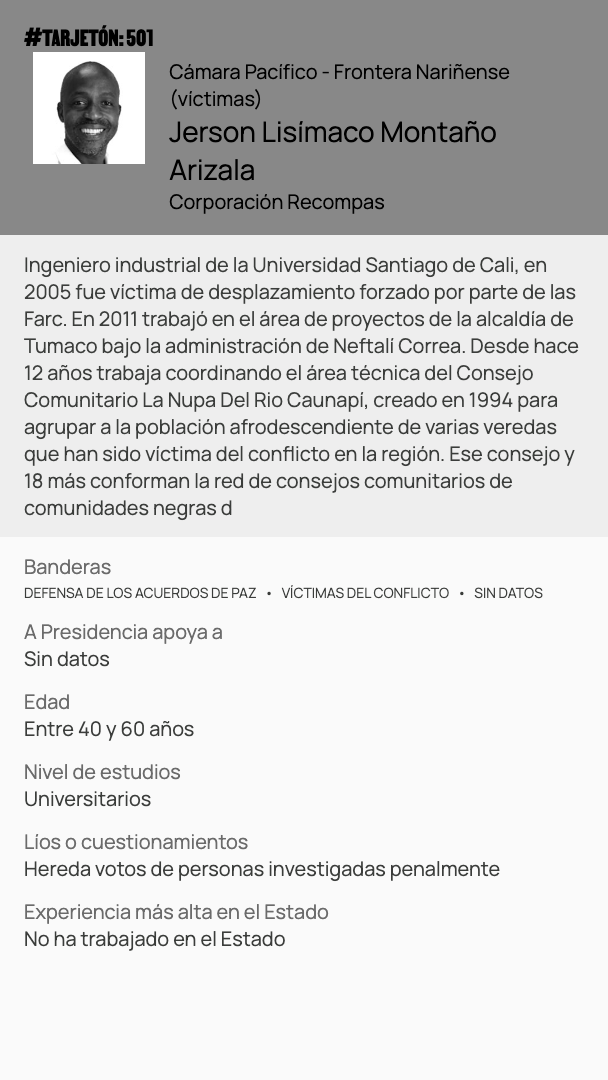 #TARJETÓN: 501
Cámara Pacífico - Frontera Nariñense
(víctimas)
Jerson Lisímaco Montaño
Arizala
Corporación Recompas
Ingeniero industrial de la Universidad Santiago de Cali, en
2005 fue víctima de desplazamiento forzado por parte de las
Farc. En 2011 trabajó en el área de proyectos de la alcaldía de
Tumaco bajo la administración de Neftalí Correa. Desde hace
12 años trabaja coordinando el área técnica del Consejo
Comunitario La Nupa Del Rio Caunapí, creado en 1994 para
agrupar a la población afrodescendiente de varias veredas
que han sido víctima del conflicto en la región. Ese consejo y
18 más conforman la red de consejos comunitarios de
comunidades negras d
Banderas
DEFENSA DE LOS ACUERDOS DE PAZ • VÍCTIMAS DEL CONFLICTO • SIN DATOS
A Presidencia apoya a
Sin datos
Edad
Entre 40 y 60 años
Nivel de estudios
Universitarios
Líos o cuestionamientos
Hereda votos de personas investigadas penalmente
Experiencia más alta en el Estado
No ha trabajado en el Estado